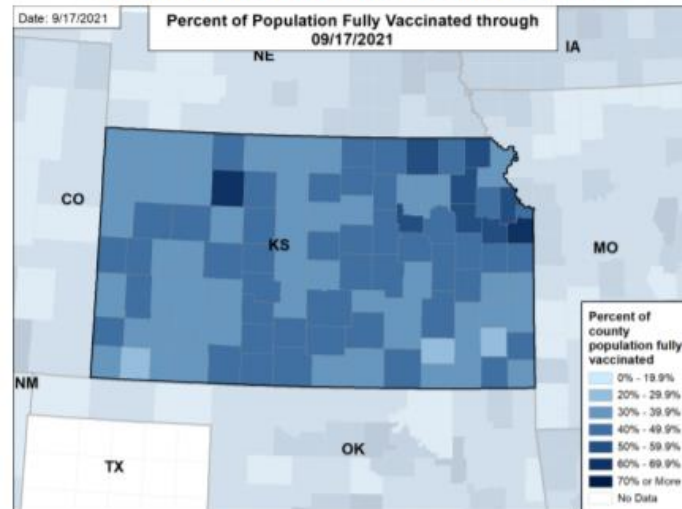 Date: 9/17/2021
Percent of Population Fully Vaccinated through
09/17/2021
NE
IA
CO
KS
MO
NM
TX
OK
Percent of
county
population fully
vaccinated
0% - 19.9%
20% - 29.9%
30% - 39.9%
40% - 49.9%
50% - 59.9%
60% - 69.9%
70% or More
No Data